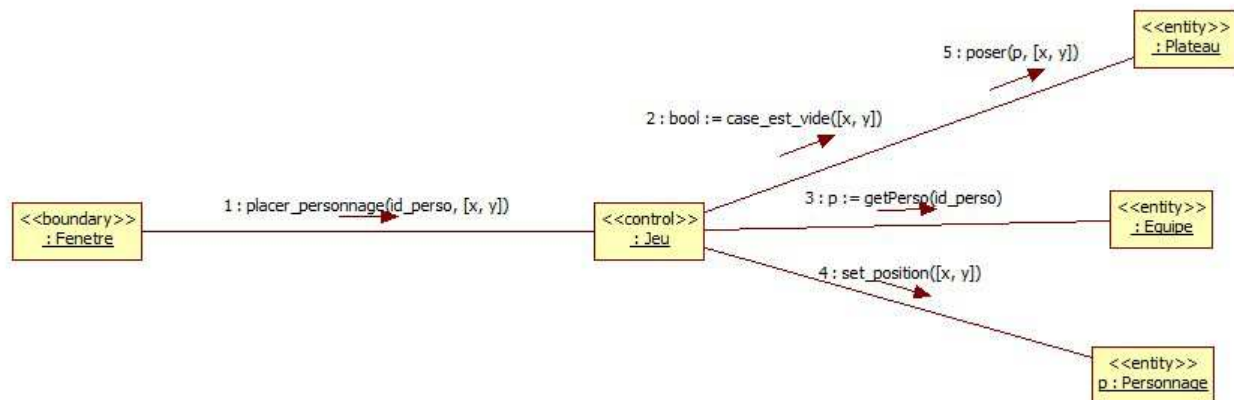 <<entity>>
: Plateau
5 : poser(p, [x, y])
2 : bool := case_est_vide([x, y])
1 : placer_personnage(id_perso, [x, y])
3 : p := getPerso(id_perso)
<<boundary>>
: Fenetre
<<control>>
: Jeu
<<entity>>
: Equipe
4 : set_position([x, y])
<<entity>>
p : Personnage